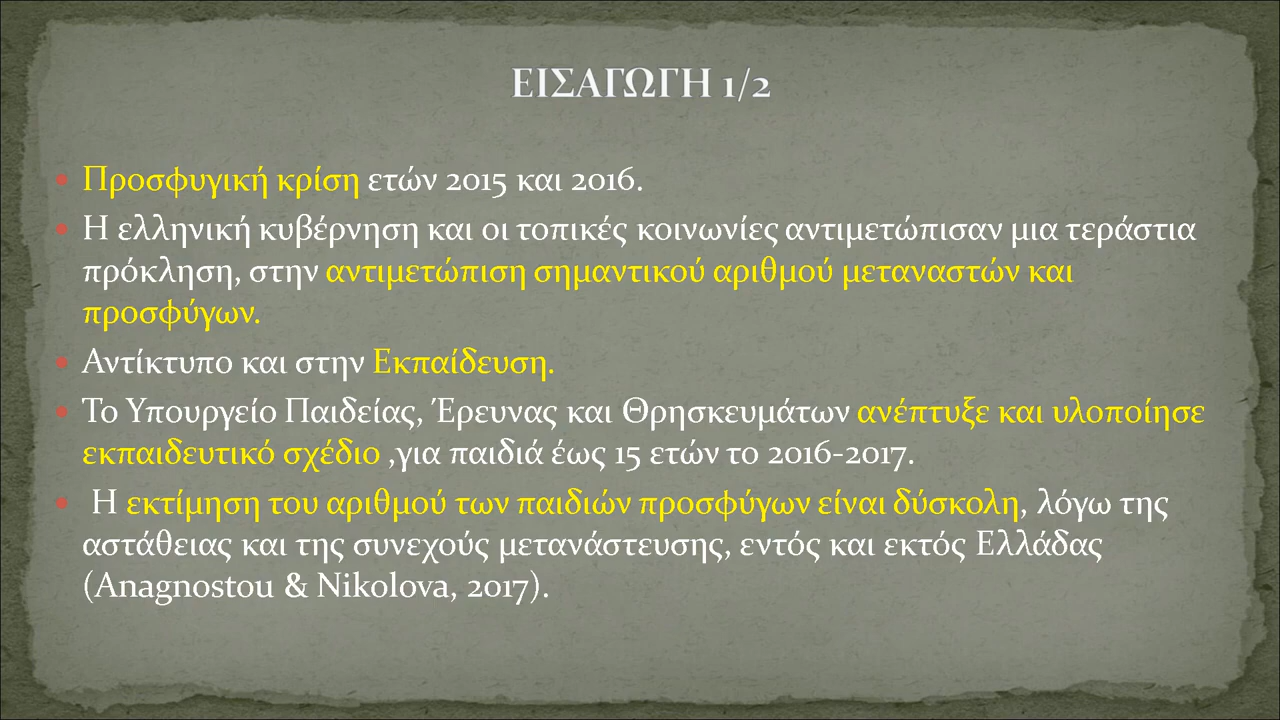 ΕΙΣΑΓΩΓΗ 1/2
• Προσφυγική κρίση ετών 2015 και 2016.
• Η ελληνική κυβέρνηση και οι τοπικές κοινωνίες αντιμετώπισαν μια τεράστια
πρόκληση, στην αντιμετώπιση σημαντικού αριθμού μεταναστών και
προσφύγων.
• Αντίκτυπο και στην Εκπαίδευση.
• Το Υπουργείο Παιδείας, Έρευνας και Θρησκευμάτων ανέπτυξε και υλοποίησε
εκπαιδευτικό σχέδιο ,για παιδιά έως 15 ετών το 2016-2017.
• Η εκτίμηση του αριθμού των παιδιών προσφύγων είναι δύσκολη, λόγω της
αστάθειας και της συνεχούς μετανάστευσης, εντός και εκτός Ελλάδας
(Anagnostou & Nikolova, 2017).